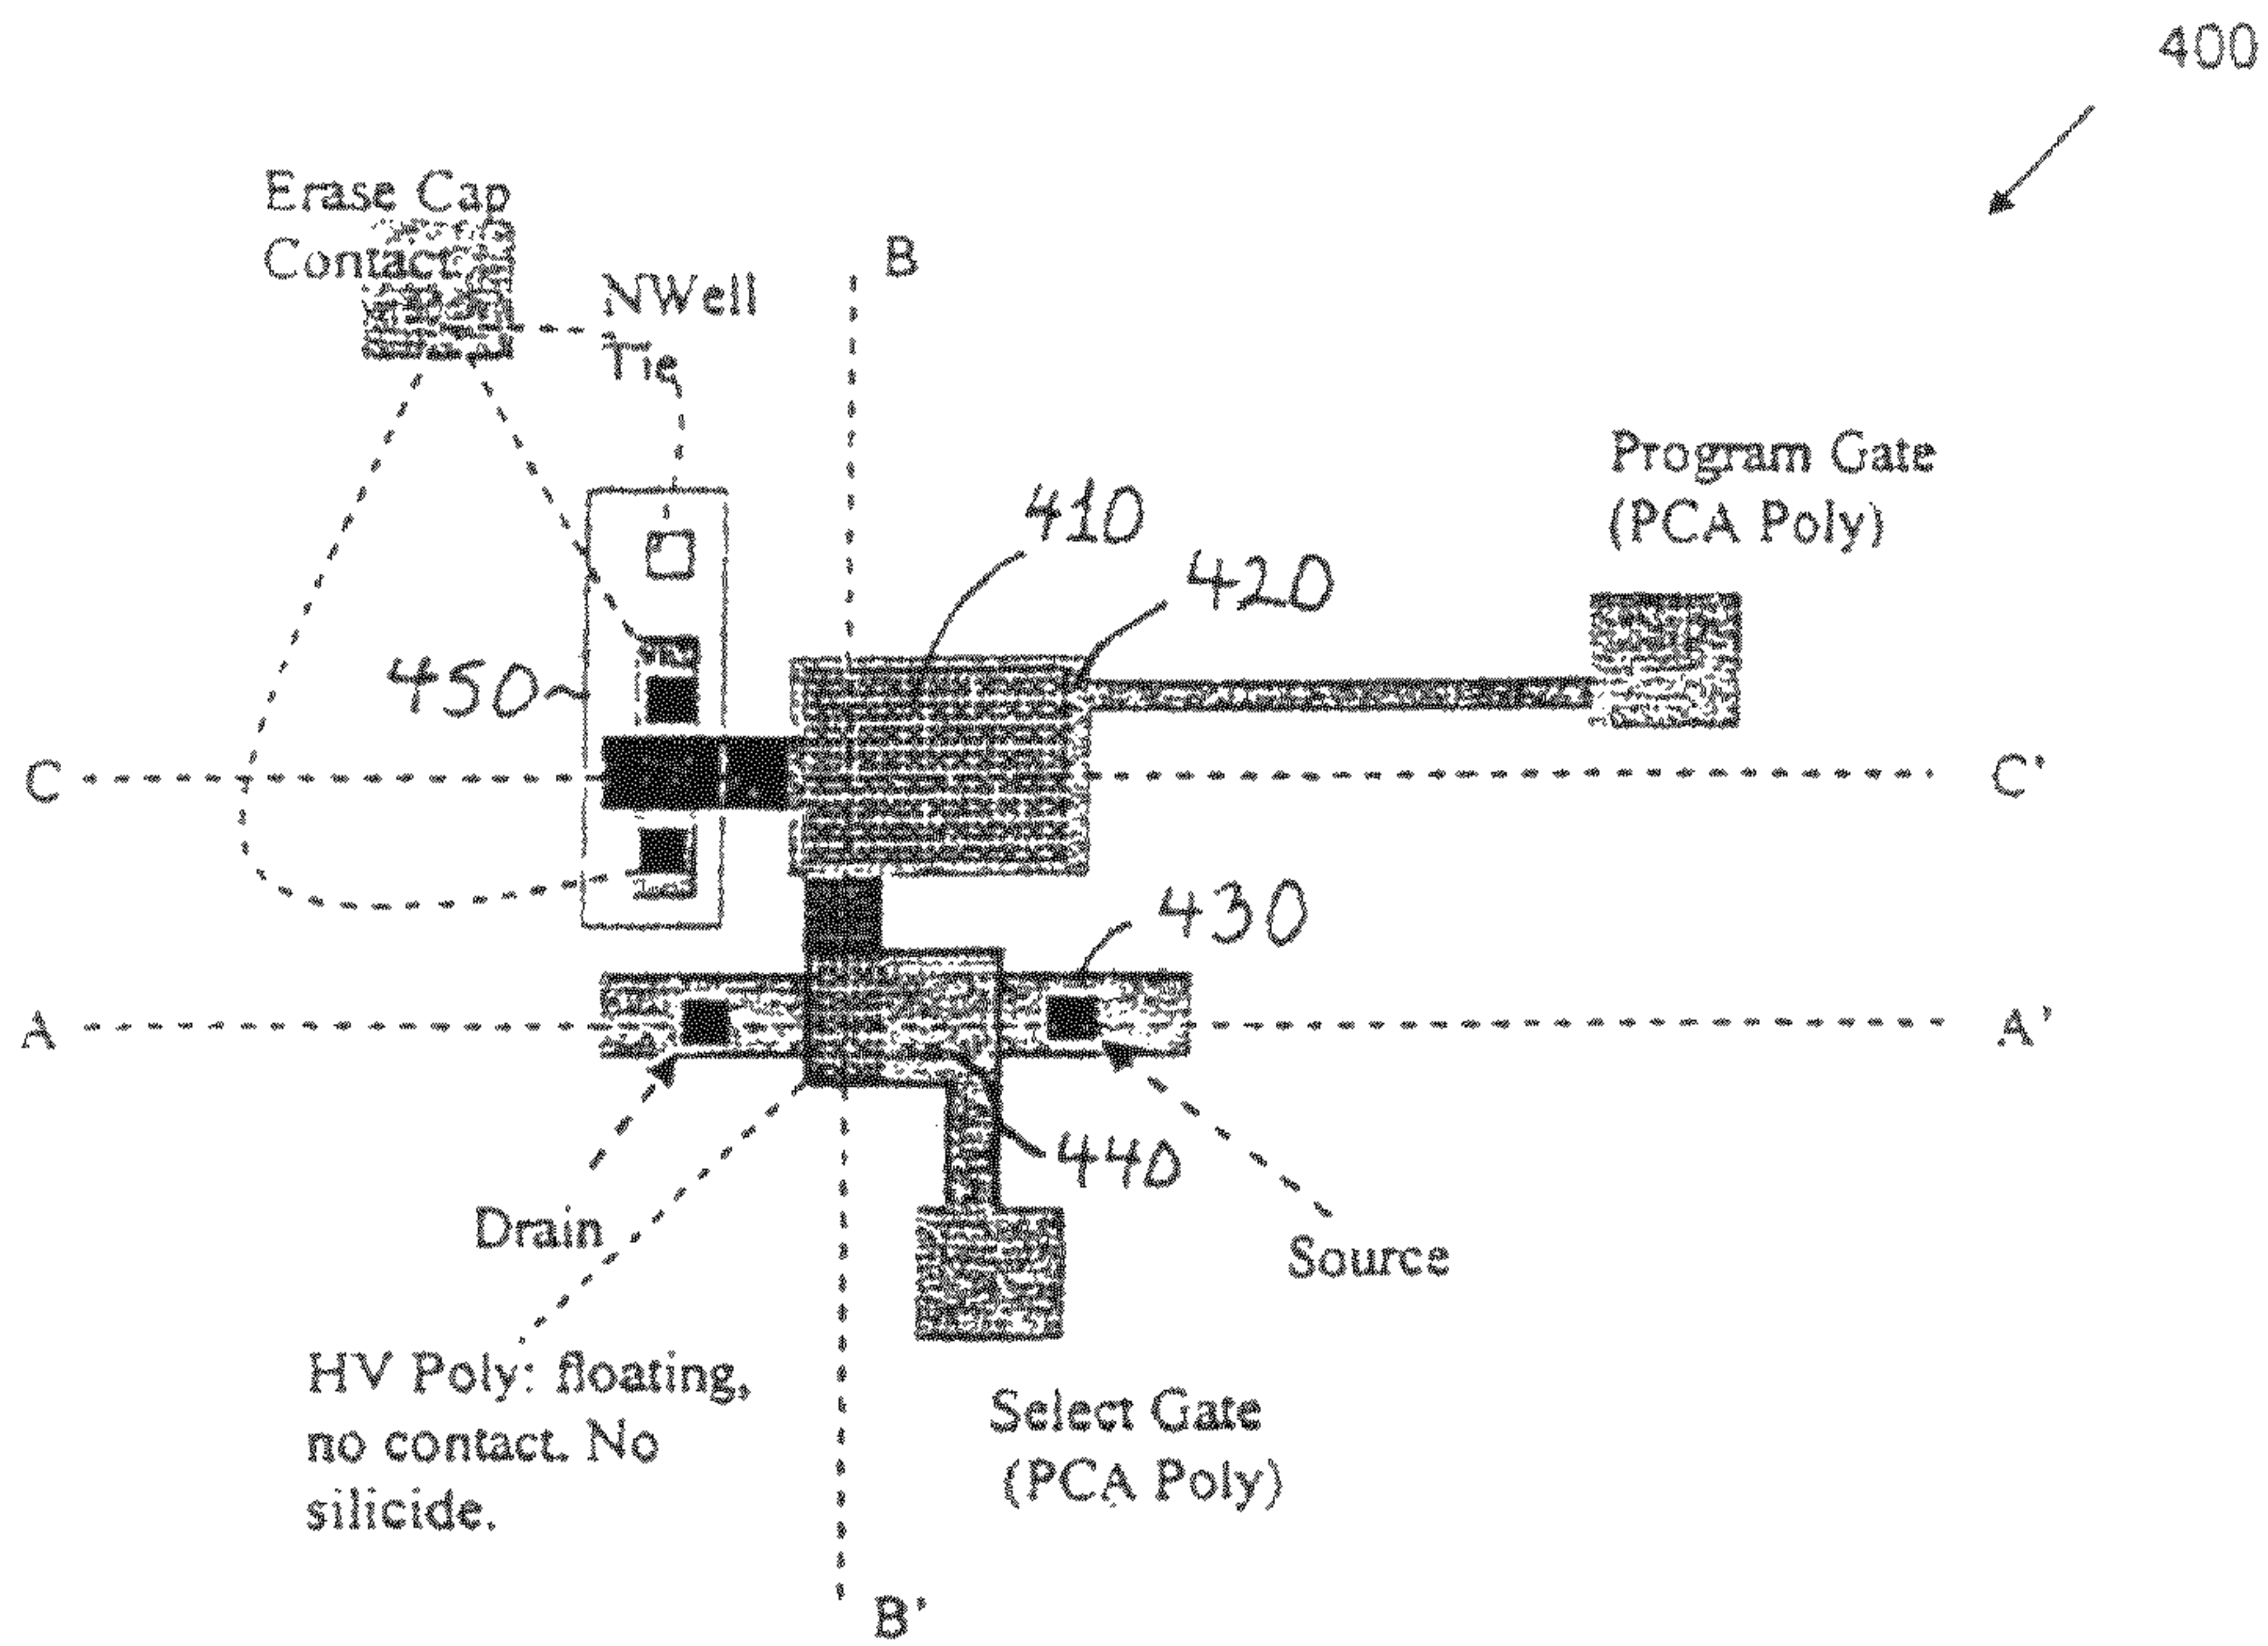 400
Erase Cap
Contact
NWell
Tie
B
Program Gate
(PCA Poly)
410
420
450
C
C'
430
A
A'
440
Drain
Source
HV Poly: floating,
no contact. No
silicide.
Select Gate
(PCA Poly)
B'